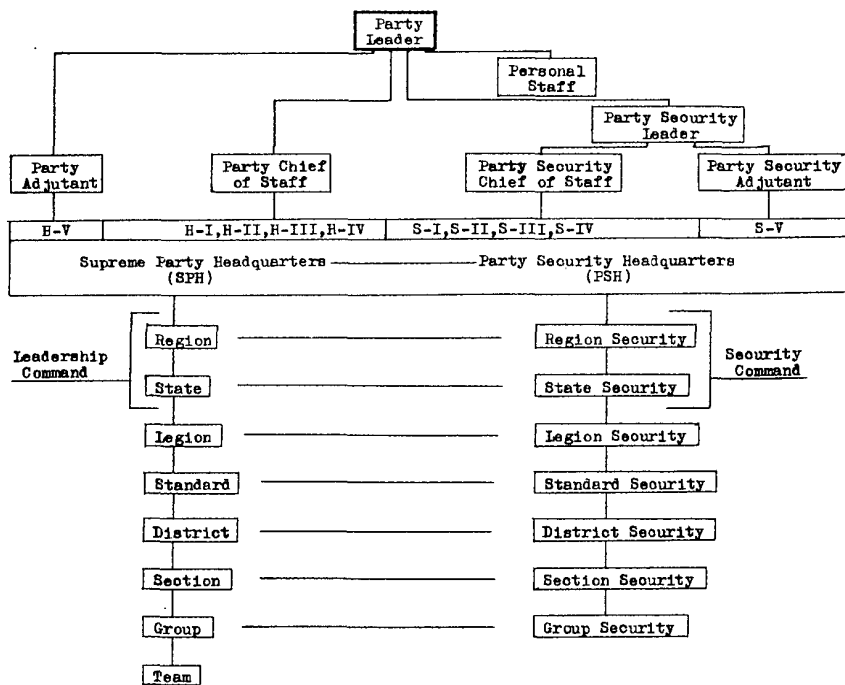 Party
Leader
Personal
Staff
Party Security
Leader
Party
Adjutant
Party Chief
of Staff
Party Security
Chief of Staff
Party Security
Adjutant
H-V
H-I,H-II,H-III,H-IV
S-I,S-II,S-III,S-IV
S-V
Supreme Party Headquarters
(SPH)
Party Security Headquarters
(PSH)
Leadership
Command
Security
Command
Region
Region Security
State
State Security
Legion
Legion Security
Standard
Standard Security
District
District Security
Section
Section Security
Group
Group Security
Team